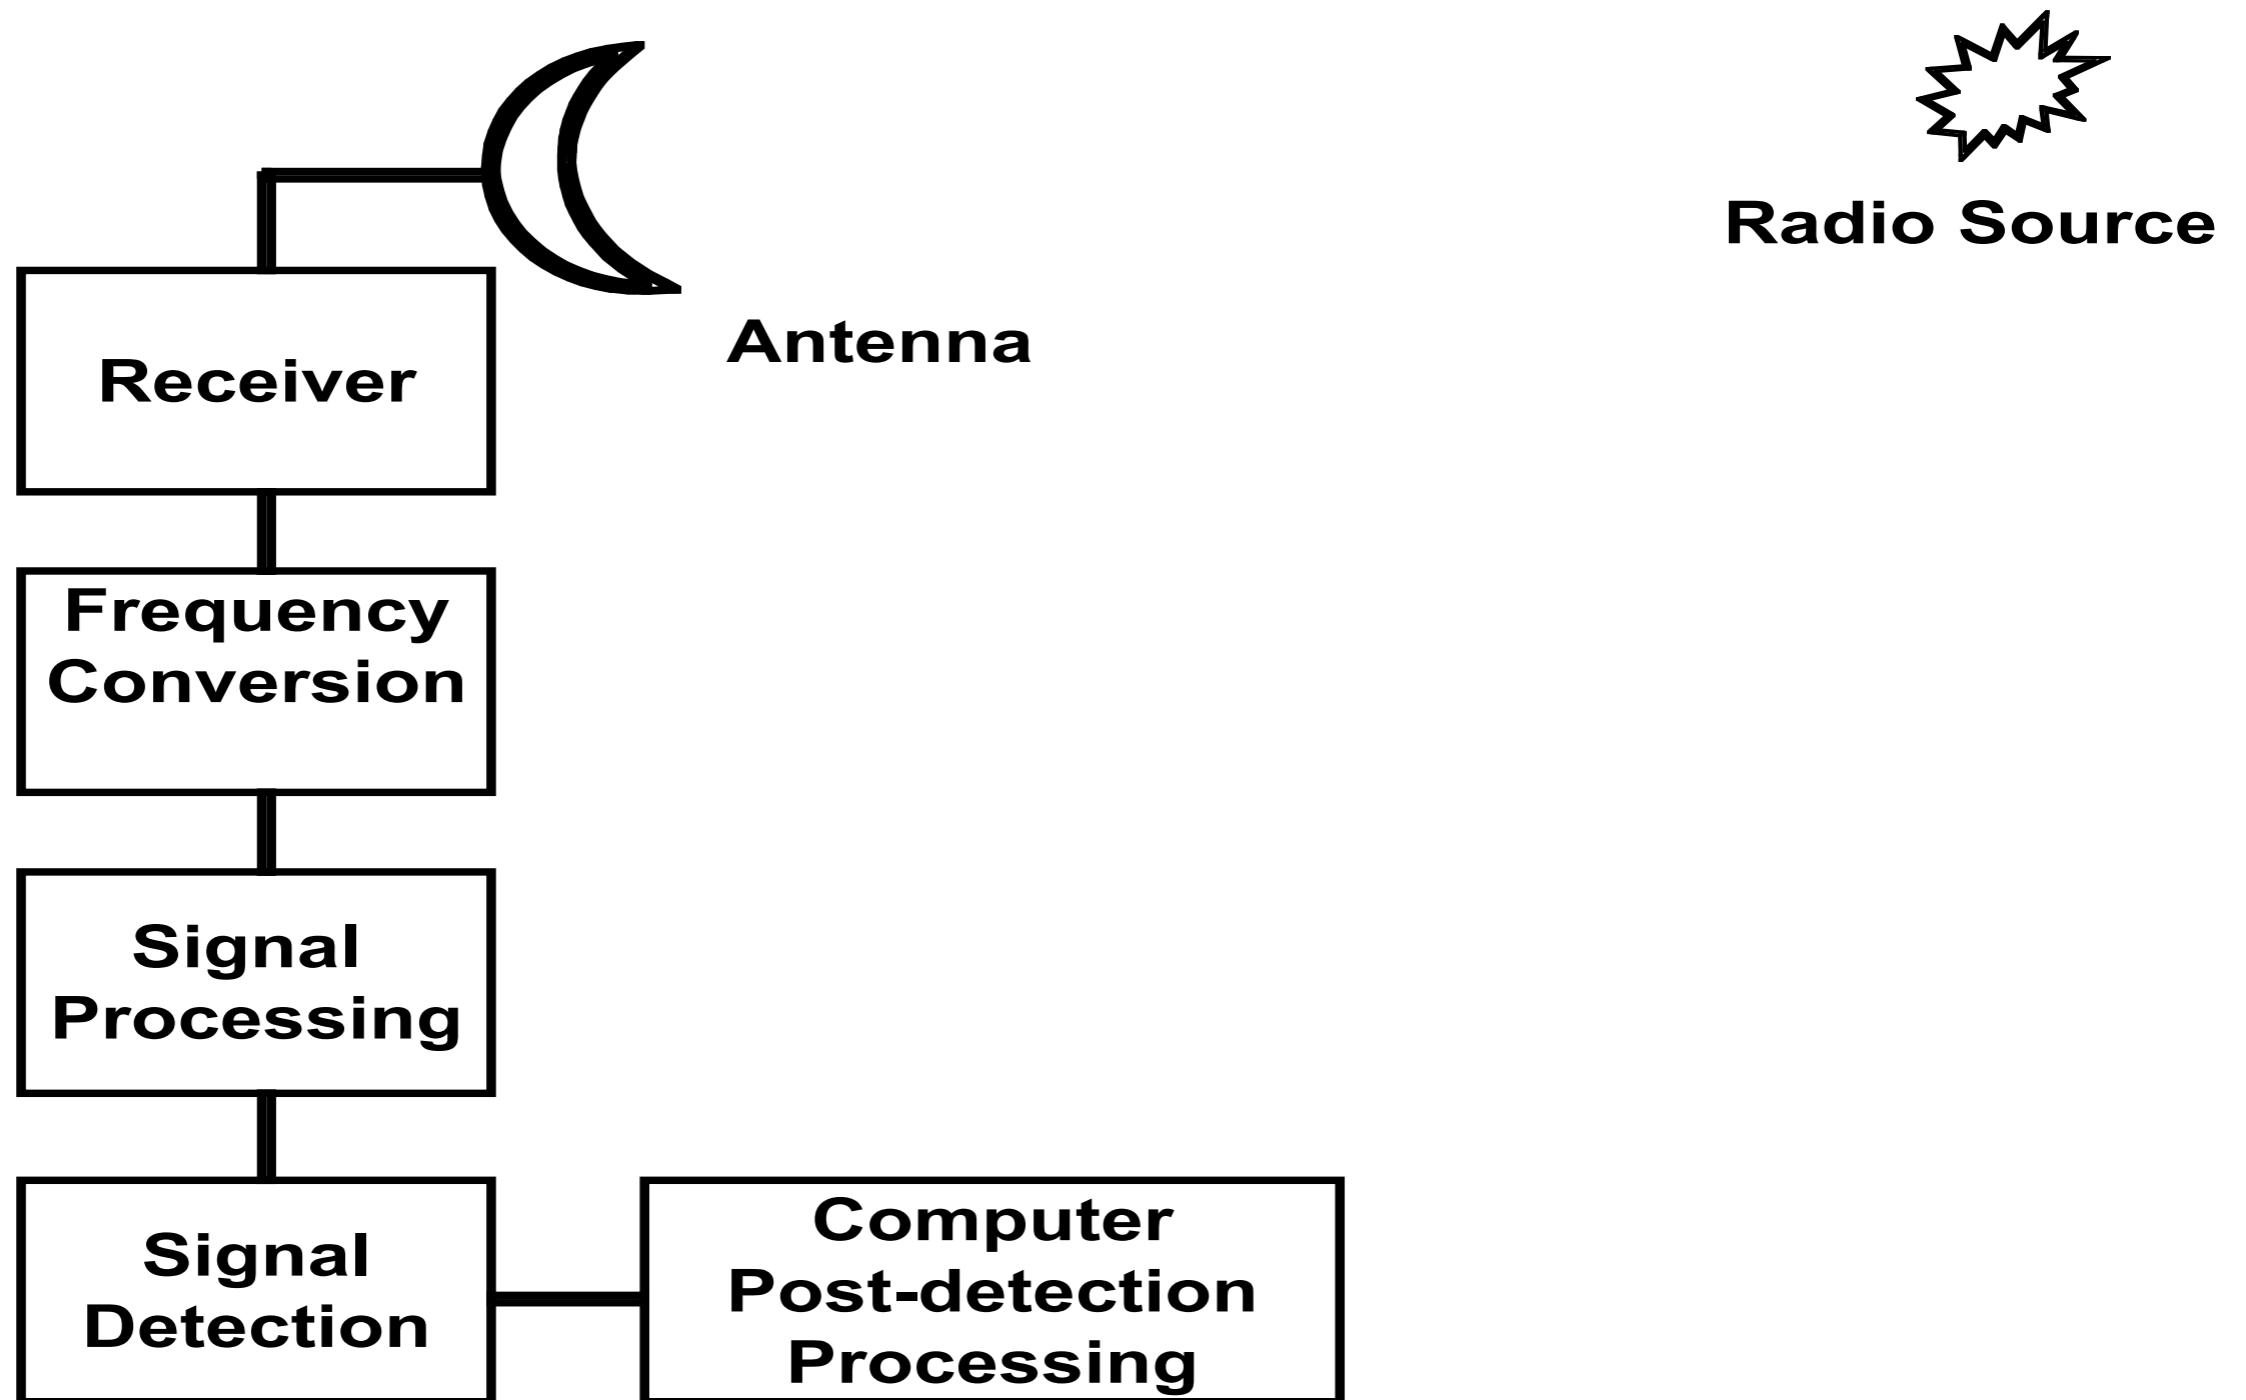 Radio Source
Antenna
Receiver
Frequency
Conversion
Signal
Processing
Signal
Detection
Computer
Post-detection
Processing